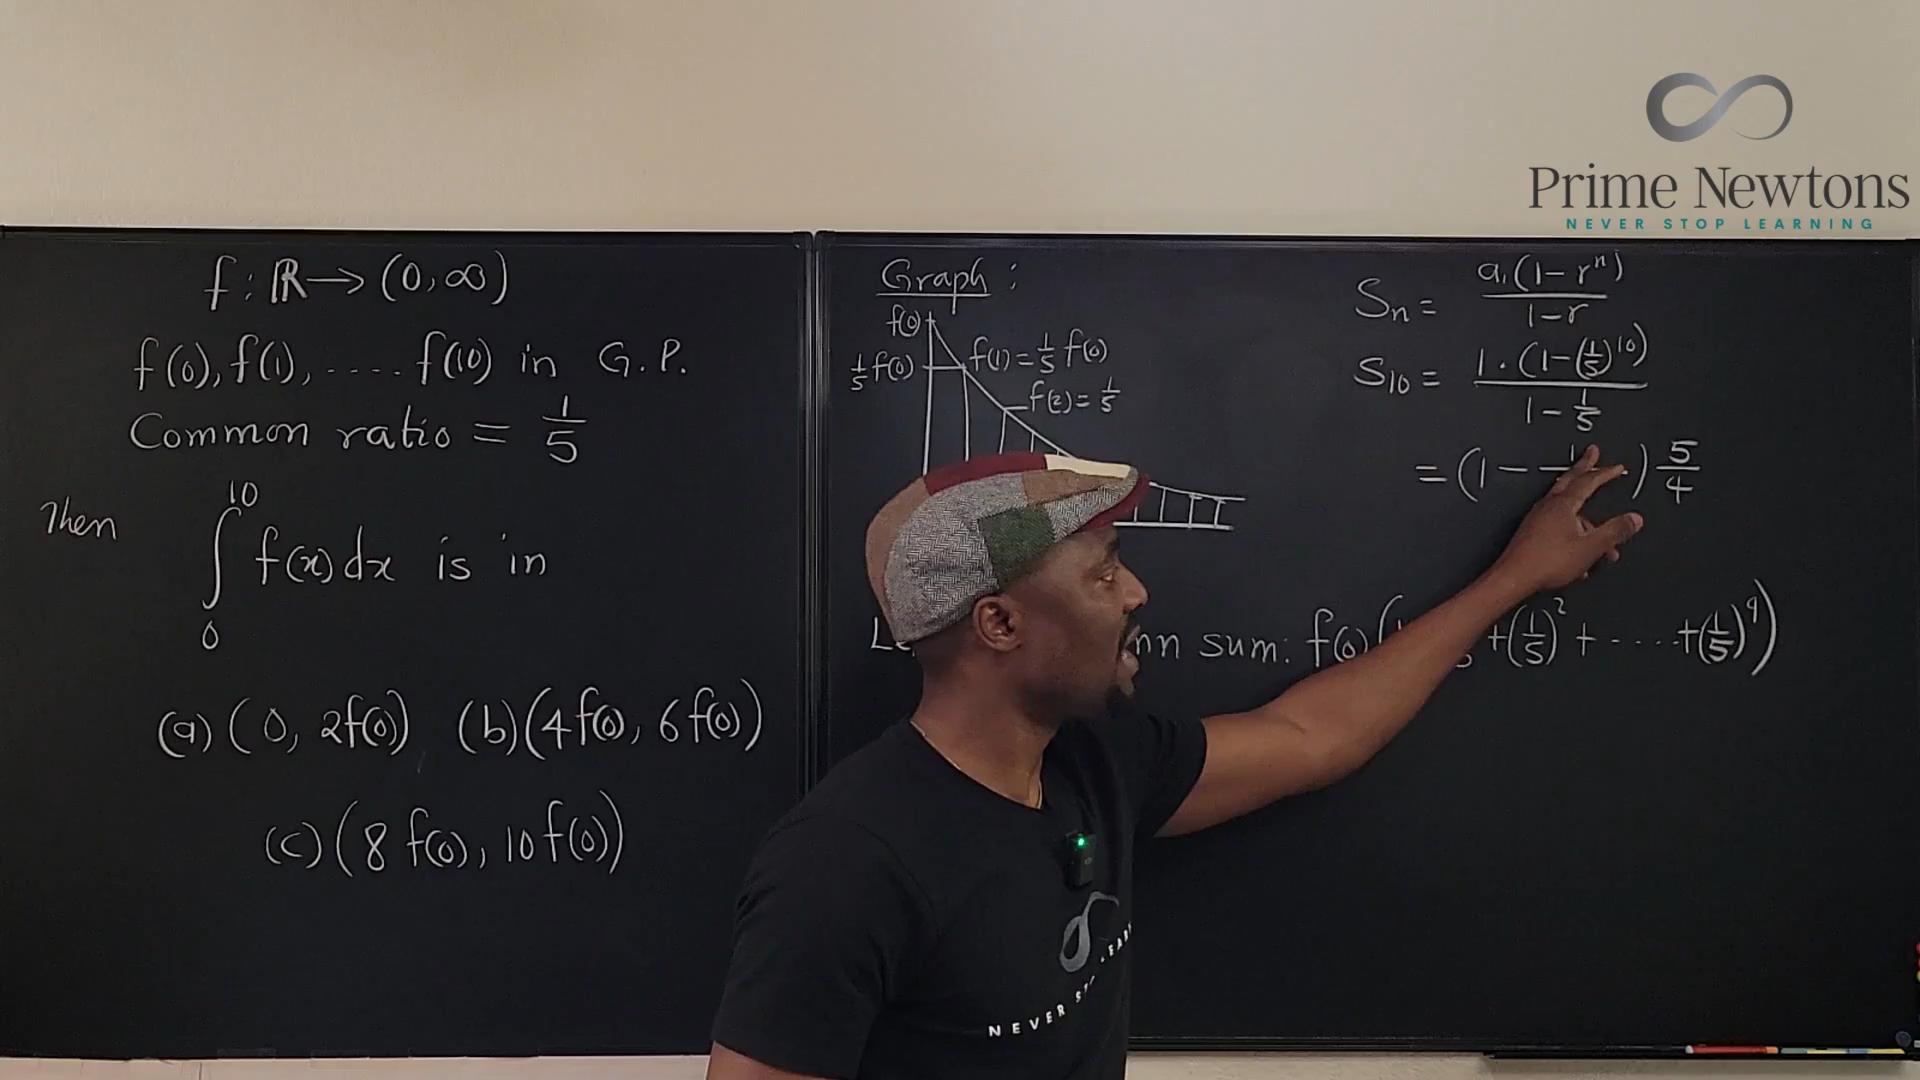 Prime Newtons
NEVER STOP LEARNING
f : ℝ → (0, ∞)
f(0), f(1), .... f(10) in G.P.
Common ratio = 1/5
Then ∫₀¹⁰ f(x) dx is in
(a) (0, 2f(0)) (b) (4f(0), 6f(0))
(c) (8 f(0), 10 f(0))
Graph :
f(0)
1/5 f(0)
f(1) = 1/5 f(0)
f(2) = 1/5
Sn = a₁(1 - rⁿ) / 1 - r
S10 = 1 · (1 - (1/5)¹⁰) / 1 - 1/5
= (1 - 1 ) 5/4
sum: f(0) ( + (1/5)² + ..... + (1/5)⁹)
NEVER